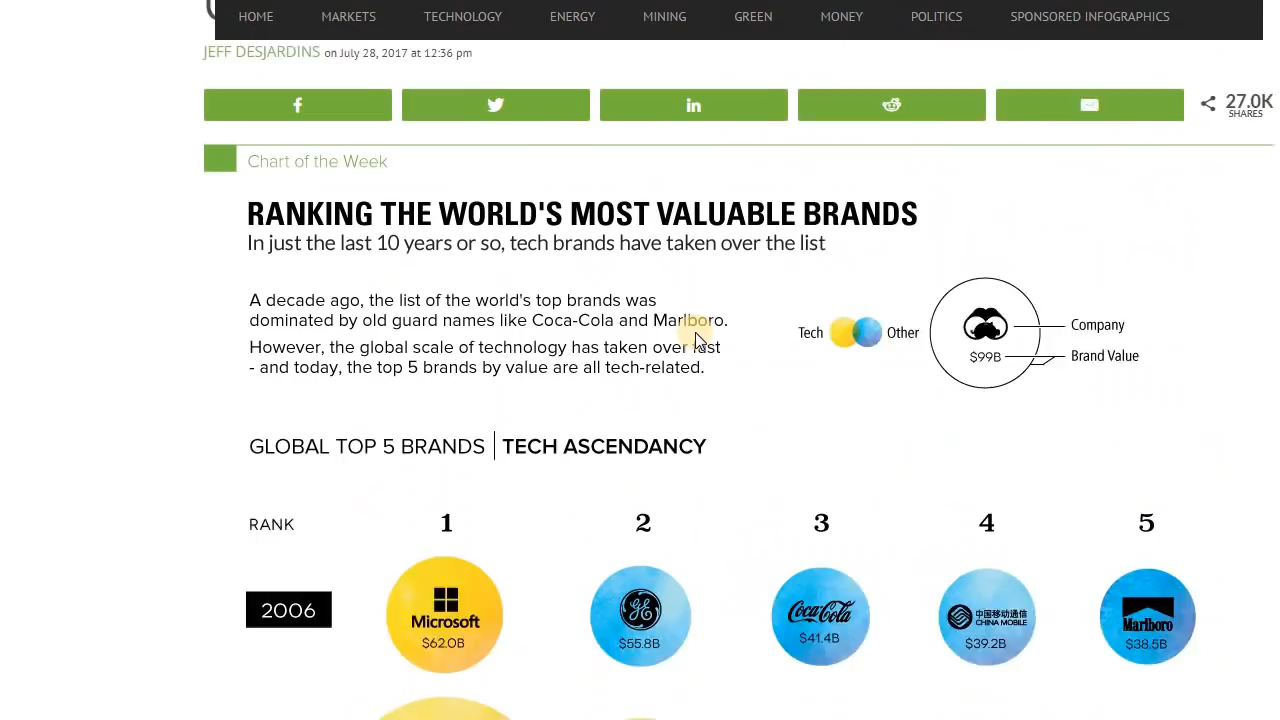 HOME MARKETS TECHNOLOGY ENERGY MINING GREEN MONEY POLITICS SPONSORED INFOGRAPHICS
JEFF DESJARDINS on July 28, 2017 at 12:36 pm
27.0K
SHARES
Chart of the Week
RANKING THE WORLD'S MOST VALUABLE BRANDS
In just the last 10 years or so, tech brands have taken over the list
A decade ago, the list of the world's top brands was
dominated by old guard names like Coca-Cola and Marlboro.
However, the global scale of technology has taken over fast
- and today, the top 5 brands by value are all tech-related.
Tech Other
$99B
Company
Brand Value
GLOBAL TOP 5 BRANDS | TECH ASCENDANCY
RANK 1 2 3 4 5
2006
Microsoft
$62.0B
GE
$55.8B
Coca-Cola
$41.4B
中国移动通信
CHINA MOBILE
$39.2B
Marlboro
$38.5B